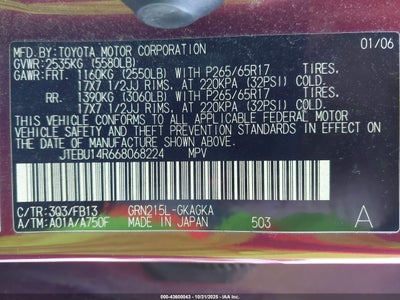 MFD. BY: TOYOTA MOTOR CORPORATION 01/06
GVWR: 2535KG (5580LB)
GAWR: FRT. 1160KG (2550LB) WITH P265/65R17 TIRES,
17X7 1/2JJ RIMS, AT 220KPA (32PSI) COLD.
RR. 1390KG (3060LB) WITH P265/65R17 TIRES,
17X7 1/2JJ RIMS, AT 220KPA (32PSI) COLD.
THIS VEHICLE CONFORMS TO ALL APPLICABLE
FEDERAL MOTOR
VEHICLE SAFETY STANDARDS IN EFFECT ON THE DATE OF
MANUFACTURE SHOWN ABOVE.
JTEBU14R668068224 MPV
C/TR: 3Q3/FB13 GRN215L-GKAGKA
A/TM: A01A/A750F MADE IN JAPAN 503 A
000-43600043 - 10/31/2025 - IAA Inc.